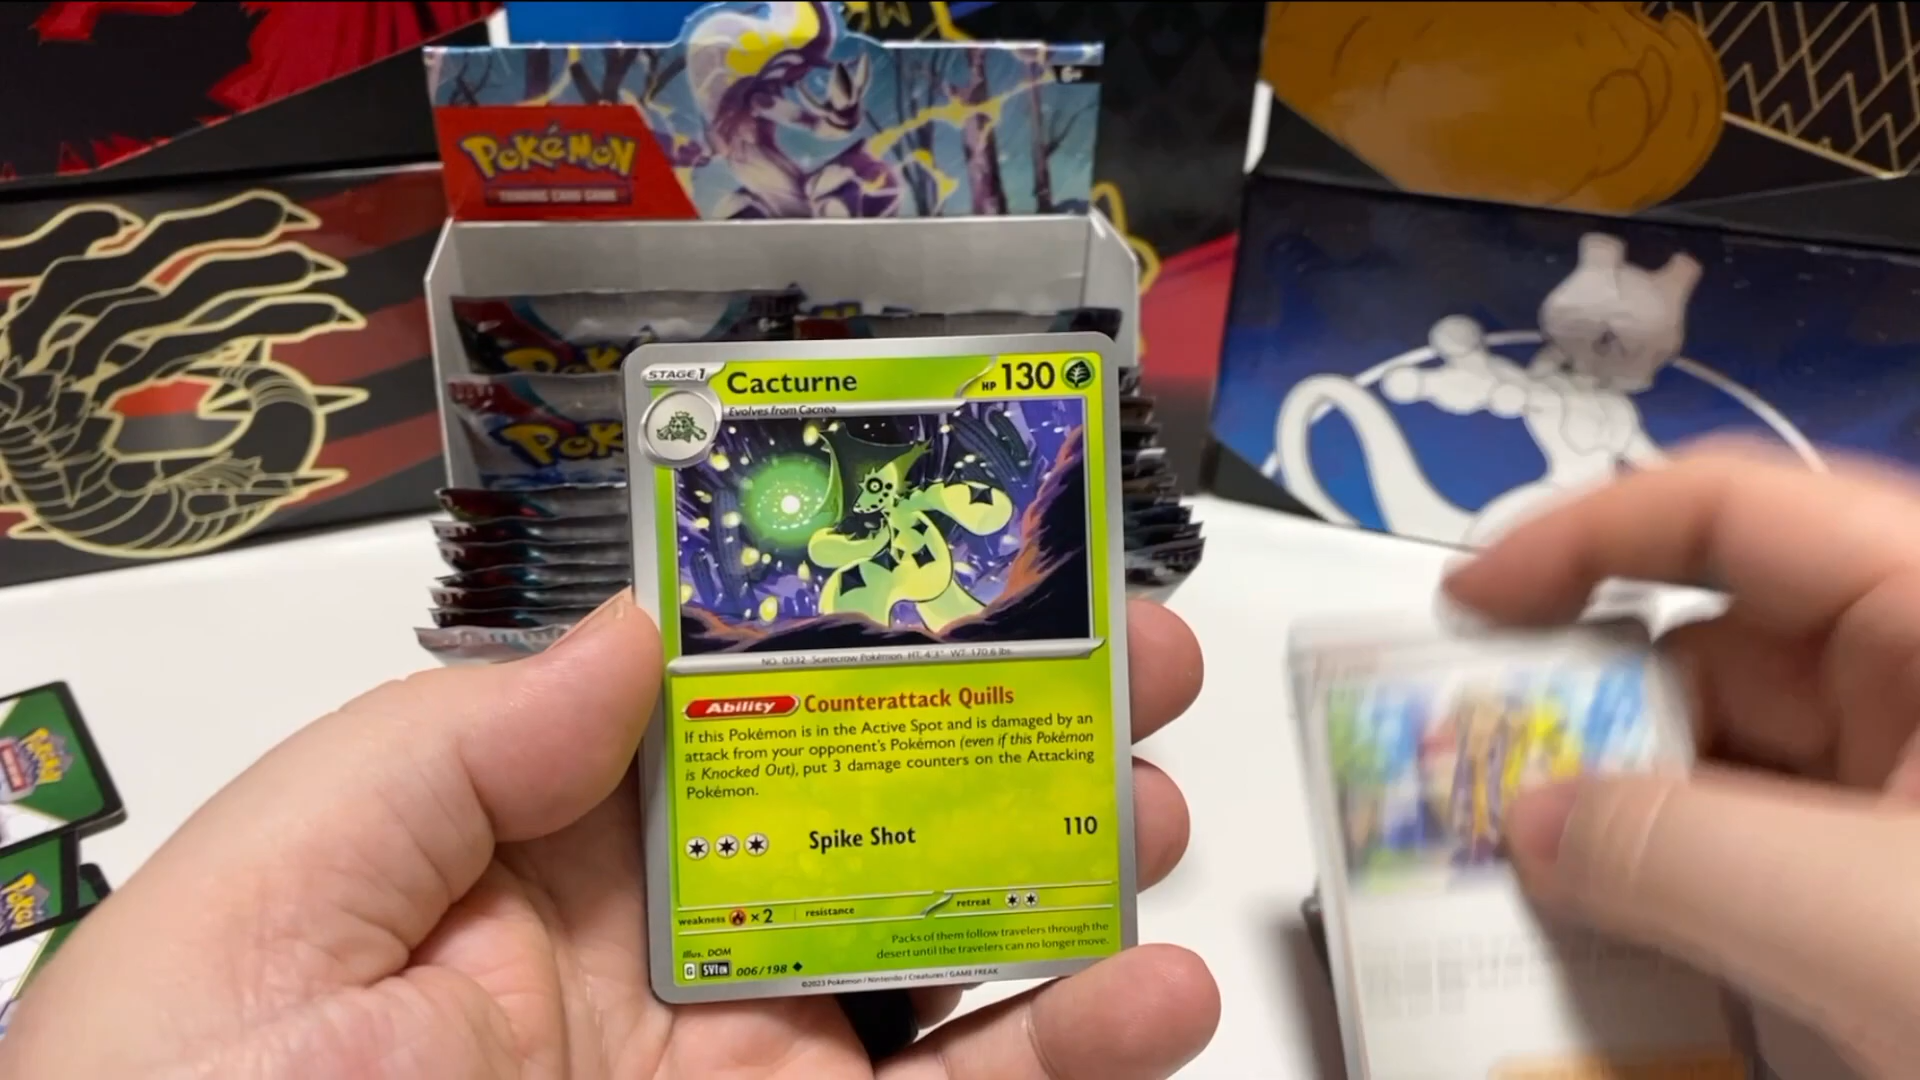 6+
POKéMON
TRADING CARD GAME
STAGE 1
Cacturne
HP 130
Evolves from Cacnea
NO. 0332 Scarecrow Pokémon HT: 4'3" WT: 170.6 lbs.
Ability Counterattack Quills
If this Pokémon is in the Active Spot and is damaged by an
attack from your opponent's Pokémon (even if this Pokémon
is Knocked Out), put 3 damage counters on the Attacking
Pokémon.
Spike Shot 110
weakness ×2 resistance retreat
Illus. DOM
Packs of them follow travelers through the
desert until the travelers can no longer move.
G SVI EN 006/198
©2023 Pokémon / Nintendo / Creatures / GAME FREAK